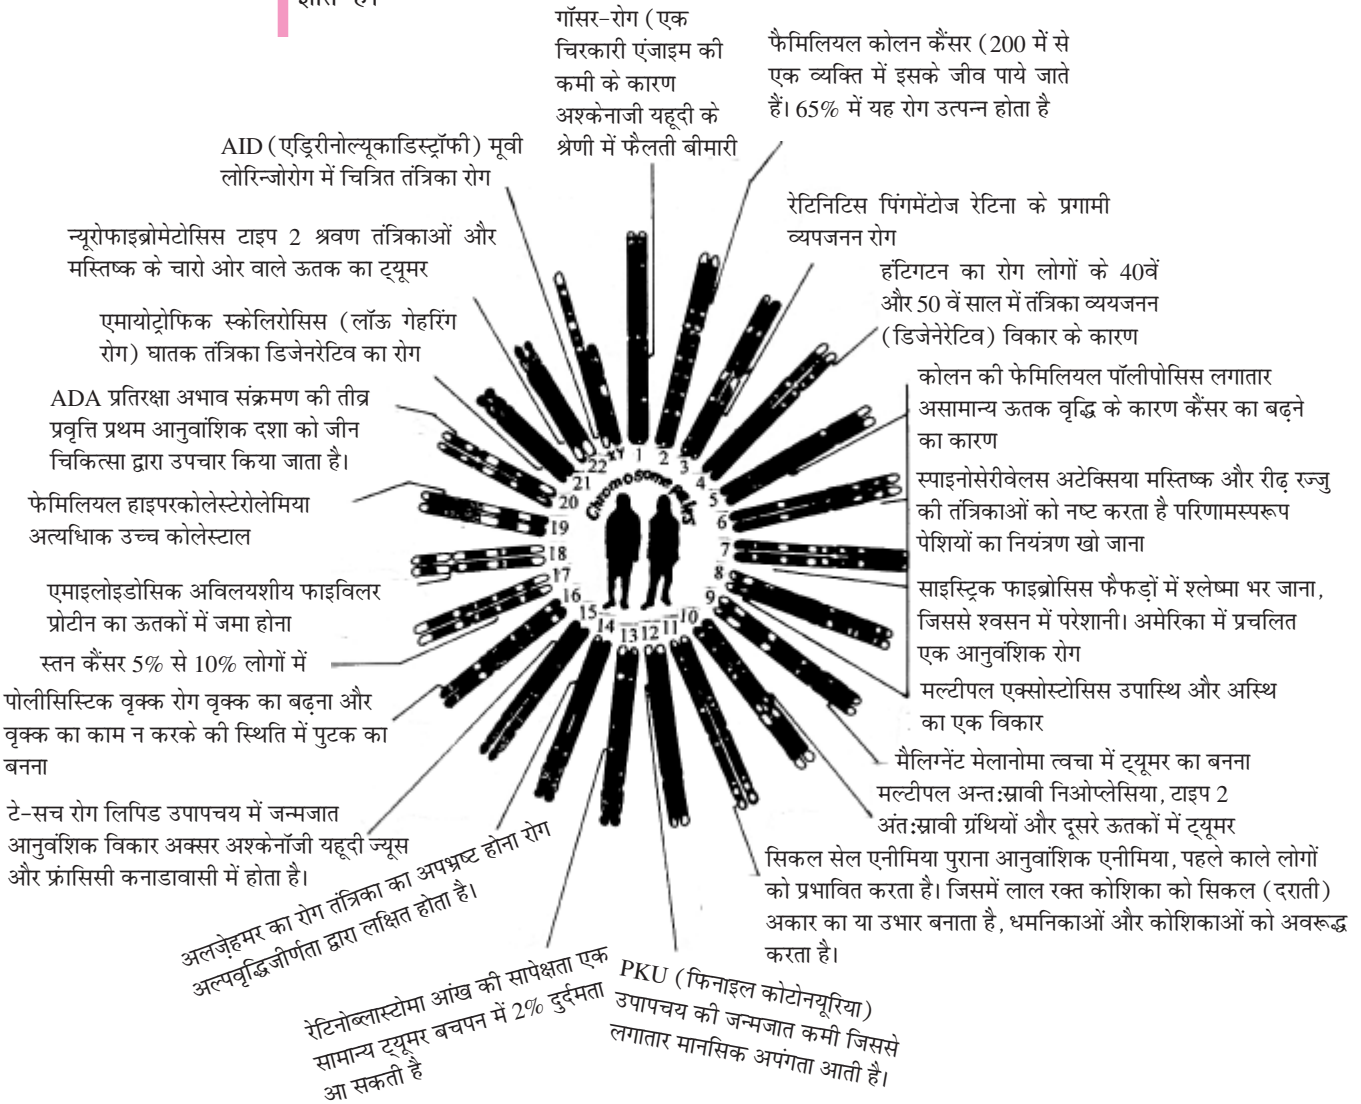 ज्ञात है।
गॉसर-रोग (एक
चिरकारी एंजाइम की
कमी के कारण
अश्केनाजी यहूदी के
श्रेणी में फैलती बीमारी
फैमिलियल कोलन कैंसर (200 में से
एक व्यक्ति में इसके जीव पाये जाते
हैं। 65% में यह रोग उत्पन्न होता है
AID (एड्रिरीनोल्यूकाडिस्ट्रॉफी) मूवी
लोरिन्जोरोग में चित्रित तंत्रिका रोग
रेटिनिटिस पिंगमेंटोज रेटिना के प्रगामी
व्यपजनन रोग
न्यूरोफाइब्रोमेटोसिस टाइप 2 श्रवण तंत्रिकाओं और
मस्तिष्क के चारो ओर वाले ऊतक का ट्यूमर
हंटिगटन का रोग लोगों के 40वें
और 50 वें साल में तंत्रिका व्ययजनन
(डिजेनेरेटिव) विकार के कारण
एमायोट्रोफिक स्केलिरोसिस (लॉऊ गेहरिंग
रोग) घातक तंत्रिका डिजेनरेटिव का रोग
कोलन की फेमिलियल पॉलीपोसिस लगातार
असामान्य ऊतक वृद्धि के कारण कैंसर का बढ़ने
का कारण
ADA प्रतिरक्षा अभाव संक्रमण की तीव्र
प्रवृत्ति प्रथम आनुवांशिक दशा को जीन
चिकित्सा द्वारा उपचार किया जाता है।
स्पाइनोसेरीवेलस अटेक्सिया मस्तिष्क और रीढ़ रज्जु
की तंत्रिकाओं को नष्ट करता है परिणामस्परूप
पेशियों का नियंत्रण खो जाना
फेमिलियल हाइपरकोलेस्टेरोलेमिया
अत्यधिाक उच्च कोलेस्टाल
साइस्ट्रिक फाइब्रोसिस फैफड़ों में श्लेष्मा भर जाना,
जिससे श्वसन में परेशानी। अमेरिका में प्रचलित
एक आनुवंशिक रोग
एमाइलोइडोसिक अविलयशीय फाइविलर
प्रोटीन का ऊतकों में जमा होना
मल्टीपल एक्सोस्टोसिस उपास्थि और अस्थि
का एक विकार
स्तन कैंसर 5% से 10% लोगों में
पोलीसिस्टिक वृक्क रोग वृक्क का बढ़ना और
वृक्क का काम न करके की स्थिति में पुटक का
बनना
मैलिग्नेंट मेलानोमा त्वचा में ट्यूमर का बनना
मल्टीपल अन्त:स्रावी निओप्लेसिया, टाइप 2
अंत:स्रावी ग्रंथियों और दूसरे ऊतकों में ट्यूमर
टे-सच रोग लिपिड उपापचय में जन्मजात
आनुवंशिक विकार अक्सर अश्केनॉजी यहूदी ज्यूस
और फ्रांसिसी कनाडावासी में होता है।
सिकल सेल एनीमिया पुराना आनुवांशिक एनीमिया, पहले काले लोगों
को प्रभावित करता है। जिसमें लाल रक्त कोशिका को सिकल (दराती)
अकार का या उभार बनाता है, धमनिकाओं और कोशिकाओं को अवरूद्ध
करता है।
अलज़ेहमर का रोग तंत्रिका का अपभ्रष्ट होना रोग
अल्पवृद्धिजीर्णता द्वारा लक्षित होता है।
रेटिनोब्लास्टोमा आंख की सापेक्षता एक
सामान्य ट्यूमर बचपन में 2% दुर्दमता
आ सकती है
PKU (फिनाइल कोटोनयूरिया)
उपापचय की जन्मजात कमी जिससे
लगातार मानसिक अपंगता आती है।
Chromosome pairs
1
2
3
4
5
6
7
8
9
10
11
12
13
14
15
16
17
18
19
20
21
22
XY